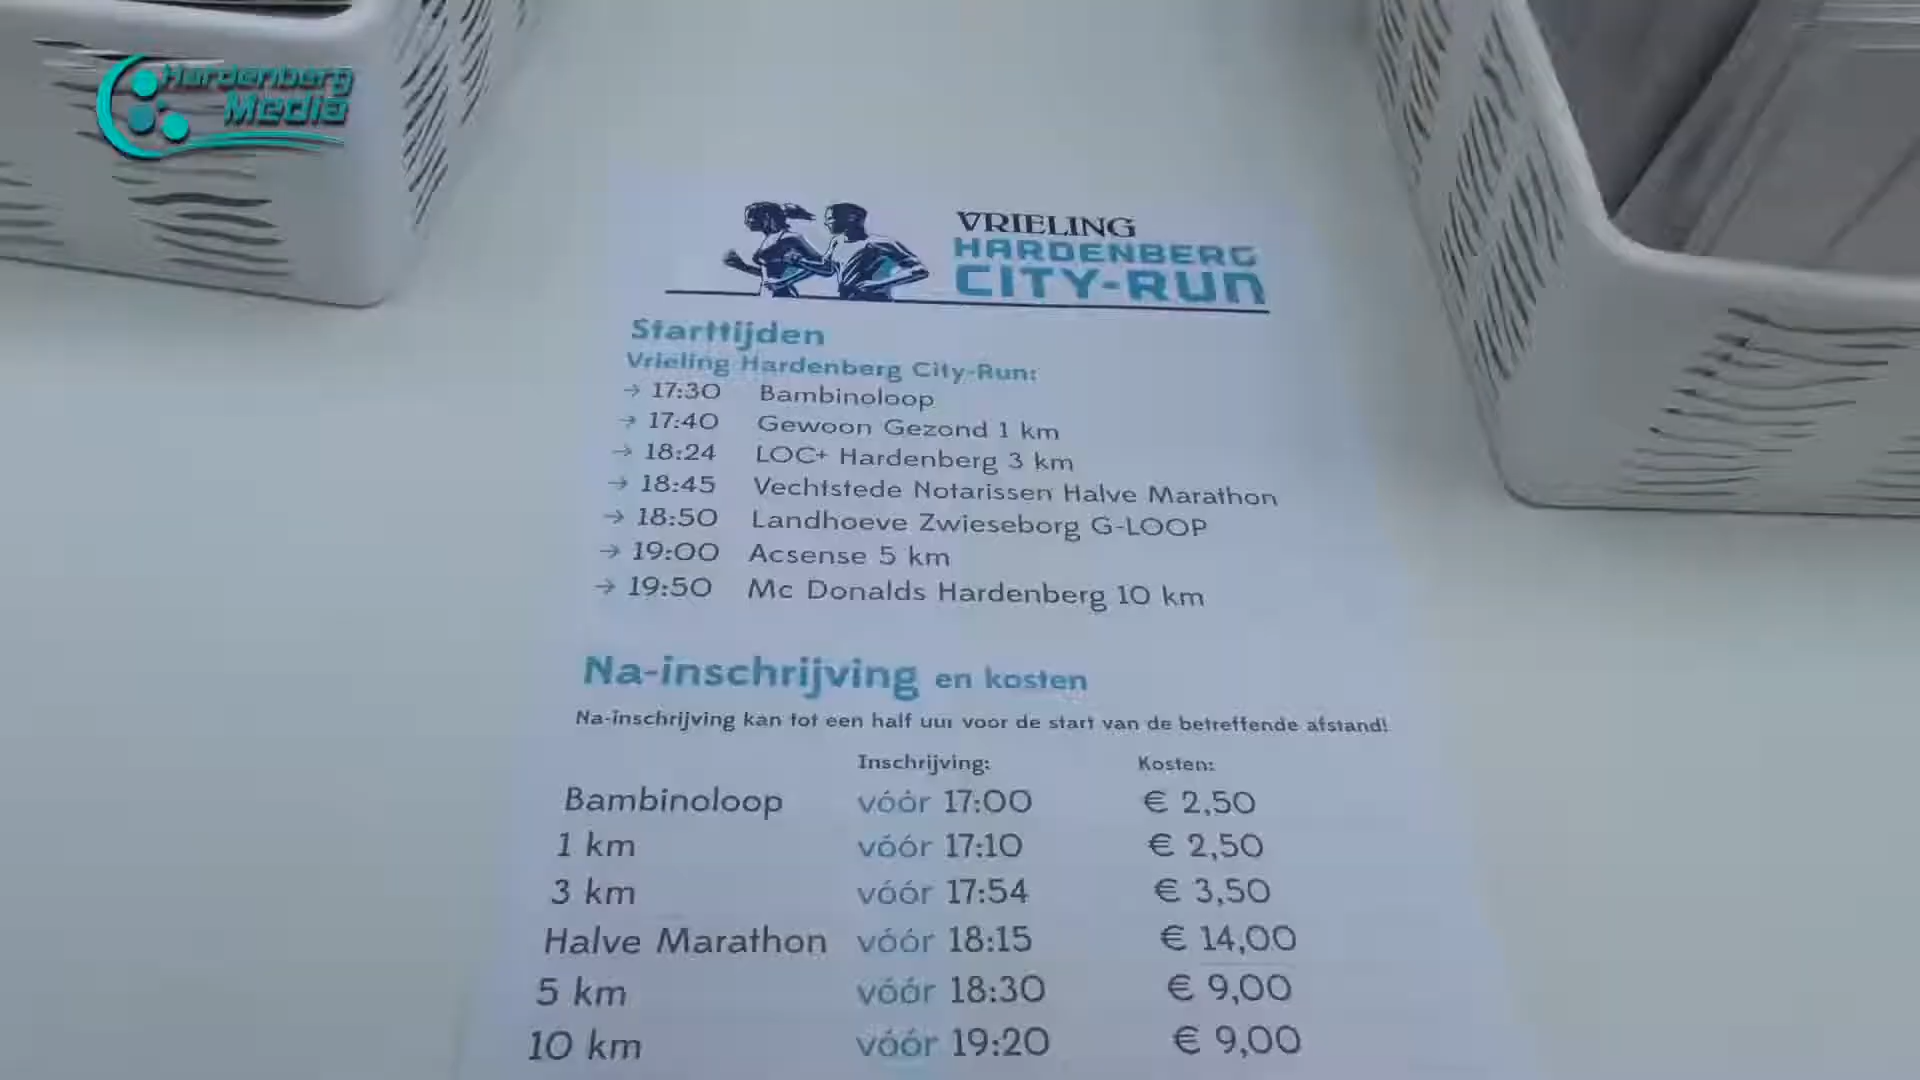 Hardenberg
Media
VRIELING
HARDENBERG
CITY-RUN
Starttijden
Vrieling Hardenberg City-Run:
→ 17:30 Bambinoloop
→ 17:40 Gewoon Gezond 1 km
→ 18:24 LOC+ Hardenberg 3 km
→ 18:45 Vechtstede Notarissen Halve Marathon
→ 18:50 Landhoeve Zwieseborg G-LOOP
→ 19:00 Acsense 5 km
→ 19:50 Mc Donalds Hardenberg 10 km
Na-inschrijving en kosten
Na-inschrijving kan tot een half uur voor de start van de betreffende afstand!
Inschrijving: Kosten:
Bambinoloop vóór 17:00 € 2,50
1 km vóór 17:10 € 2,50
3 km vóór 17:54 € 3,50
Halve Marathon vóór 18:15 € 14,00
5 km vóór 18:30 € 9,00
10 km vóór 19:20 € 9,00